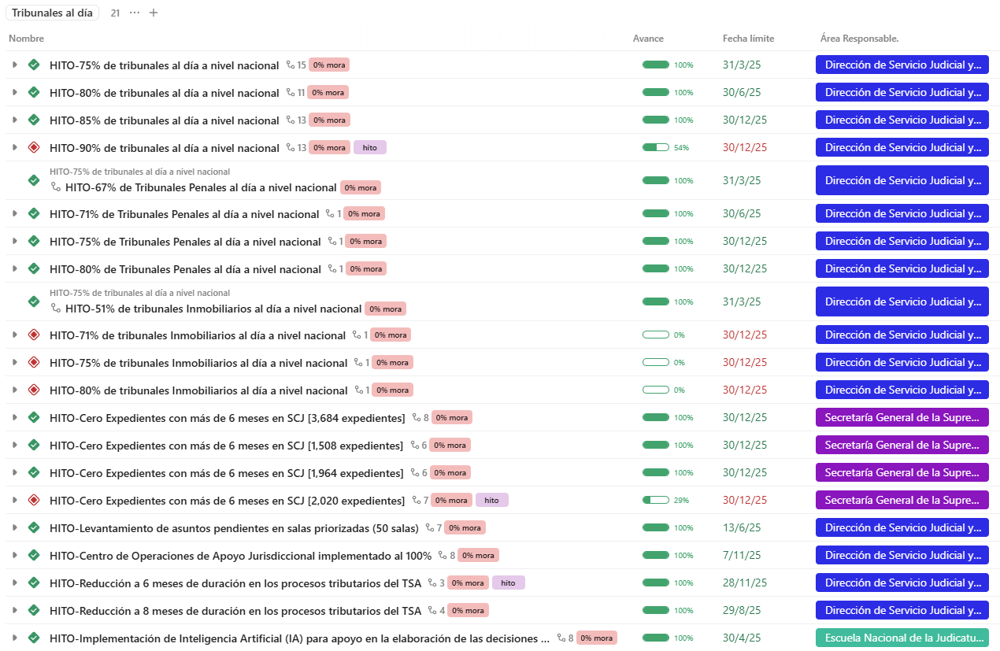 Tribunales al día 21 ··· +
Nombre Avance Fecha límite Área Responsable.
HITO-75% de tribunales al día a nivel nacional 15 0% mora 100% 31/3/25 Dirección de Servicio Judicial y...
HITO-80% de tribunales al día a nivel nacional 11 0% mora 100% 30/6/25 Dirección de Servicio Judicial y...
HITO-85% de tribunales al día a nivel nacional 13 0% mora 100% 30/12/25 Dirección de Servicio Judicial y...
HITO-90% de tribunales al día a nivel nacional 13 0% mora hito 54% 30/12/25 Dirección de Servicio Judicial y...
HITO-75% de tribunales al día a nivel nacional
HITO-67% de Tribunales Penales al día a nivel nacional 0% mora 100% 31/3/25 Dirección de Servicio Judicial y...
HITO-71% de Tribunales Penales al día a nivel nacional 1 0% mora 100% 30/6/25 Dirección de Servicio Judicial y...
HITO-75% de Tribunales Penales al día a nivel nacional 1 0% mora 100% 30/12/25 Dirección de Servicio Judicial y...
HITO-80% de Tribunales Penales al día a nivel nacional 1 0% mora 100% 30/12/25 Dirección de Servicio Judicial y...
HITO-75% de tribunales al día a nivel nacional
HITO-51% de tribunales Inmobiliarios al día a nivel nacional 0% mora 100% 31/3/25 Dirección de Servicio Judicial y...
HITO-71% de tribunales Inmobiliarios al día a nivel nacional 1 0% mora 0% 30/12/25 Dirección de Servicio Judicial y...
HITO-75% de tribunales Inmobiliarios al día a nivel nacional 1 0% mora 0% 30/12/25 Dirección de Servicio Judicial y...
HITO-80% de tribunales Inmobiliarios al día a nivel nacional 1 0% mora 0% 30/12/25 Dirección de Servicio Judicial y...
HITO-Cero Expedientes con más de 6 meses en SCJ [3,684 expedientes] 8 0% mora 100% 30/12/25 Secretaría General de la Supre...
HITO-Cero Expedientes con más de 6 meses en SCJ [1,508 expedientes] 6 0% mora 100% 30/12/25 Secretaría General de la Supre...
HITO-Cero Expedientes con más de 6 meses en SCJ [1,964 expedientes] 6 0% mora 100% 30/12/25 Secretaría General de la Supre...
HITO-Cero Expedientes con más de 6 meses en SCJ [2,020 expedientes] 7 0% mora hito 29% 30/12/25 Secretaría General de la Supre...
HITO-Levantamiento de asuntos pendientes en salas priorizadas (50 salas) 7 0% mora 100% 13/6/25 Dirección de Servicio Judicial y...
HITO-Centro de Operaciones de Apoyo Jurisdiccional implementado al 100% 8 0% mora 100% 7/11/25 Dirección de Servicio Judicial y...
HITO-Reducción a 6 meses de duración en los procesos tributarios del TSA 3 0% mora hito 100% 28/11/25 Dirección de Servicio Judicial y...
HITO-Reducción a 8 meses de duración en los procesos tributarios del TSA 4 0% mora 100% 29/8/25 Dirección de Servicio Judicial y...
HITO-Implementación de Inteligencia Artificial (IA) para apoyo en la elaboración de las decisiones ... 8 0% mora 100% 30/4/25 Escuela Nacional de la Judicatu...